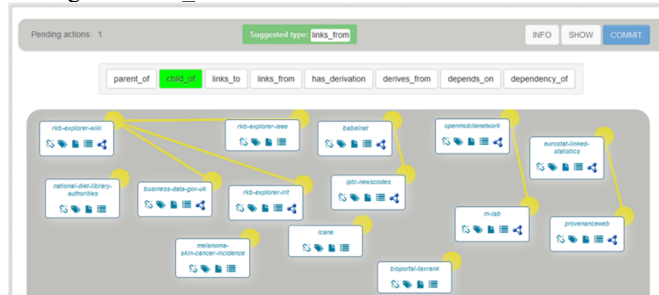 Pending actions: 1
Suggested type: links_from
INFO SHOW COMMIT
parent_of child_of links_to links_from has_derivation derives_from depends_on dependency_of
rkb-explorer-wiki
rkb-explorer-ieee
babelnet
openmobilenetwork
eurostat-linked-
statistics
national-diet-library-
authorities
business-data-gov-uk
rkb-explorer-irit
iptc-newscodes
m-lab
provenanceweb
melanoma-
skin-cancer-incidence
icane
bioportal-taxrank